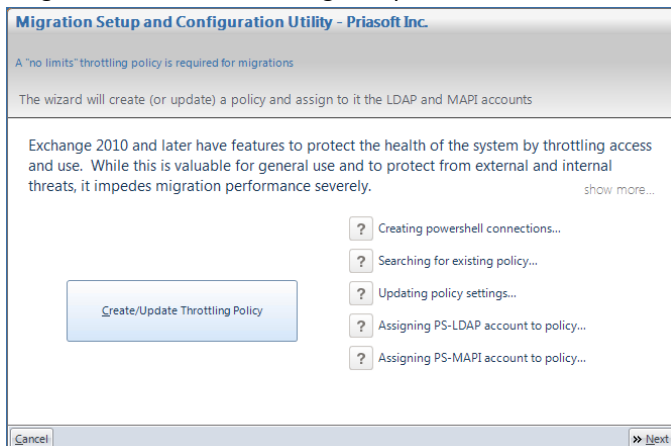 Migration Setup and Configuration Utility - Priasoft Inc.
A "no limits" throttling policy is required for migrations
The wizard will create (or update) a policy and assign to it the LDAP and MAPI accounts
Exchange 2010 and later have features to protect the health of the system by throttling access
and use. While this is valuable for general use and to protect from external and internal
threats, it impedes migration performance severely.
show more...
? Creating powershell connections...
? Searching for existing policy...
? Updating policy settings...
Create/Update Throttling Policy
? Assigning PS-LDAP account to policy...
? Assigning PS-MAPI account to policy...
Cancel
» Next